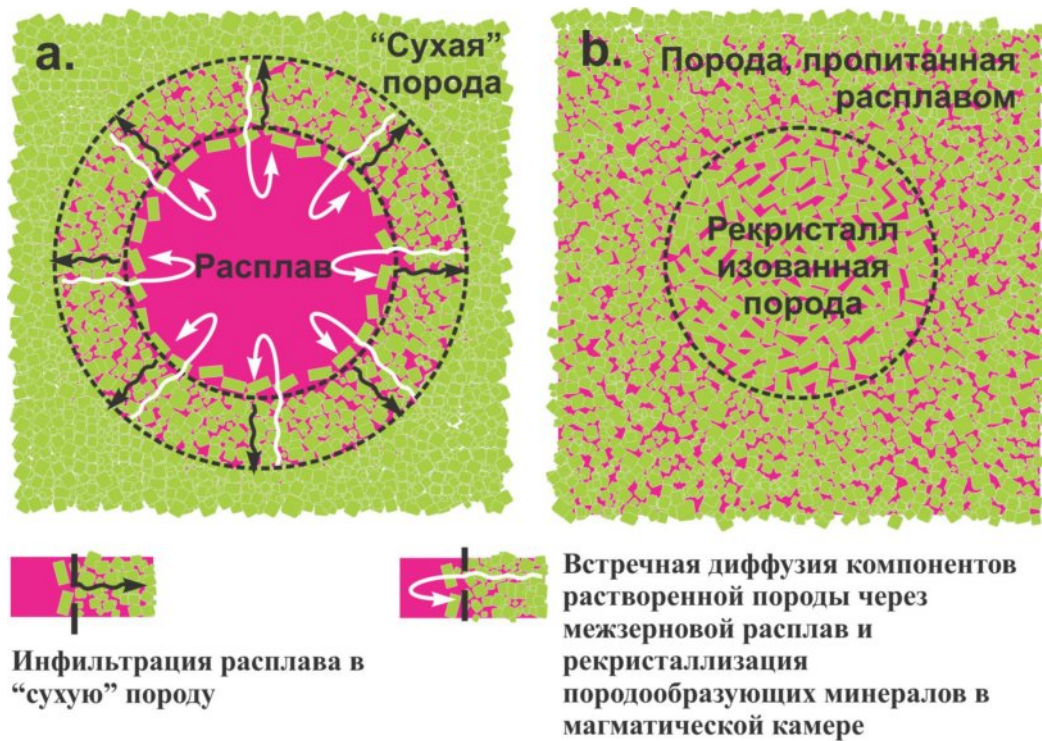 a.
“Сухая”
порода
Расплав
b.
Порода, пропитанная
расплавом
Рекристалл
изованная
порода
Инфильтрация расплава в
“сухую” породу
Встречная диффузия компонентов
растворенной породы через
межзерновой расплав и
рекристаллизация
породообразующих минералов в
магматической камере